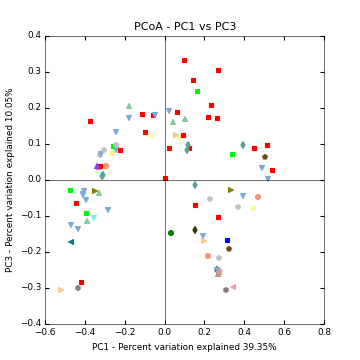 PCoA - PC1 vs PC3
0.4
0.3
0.2
0.1
0.0
−0.1
−0.2
−0.3
−0.4
PC3 - Percent variation explained 10.05%
−0.6 −0.4 −0.2 0.0 0.2 0.4 0.6 0.8
PC1 - Percent variation explained 39.35%